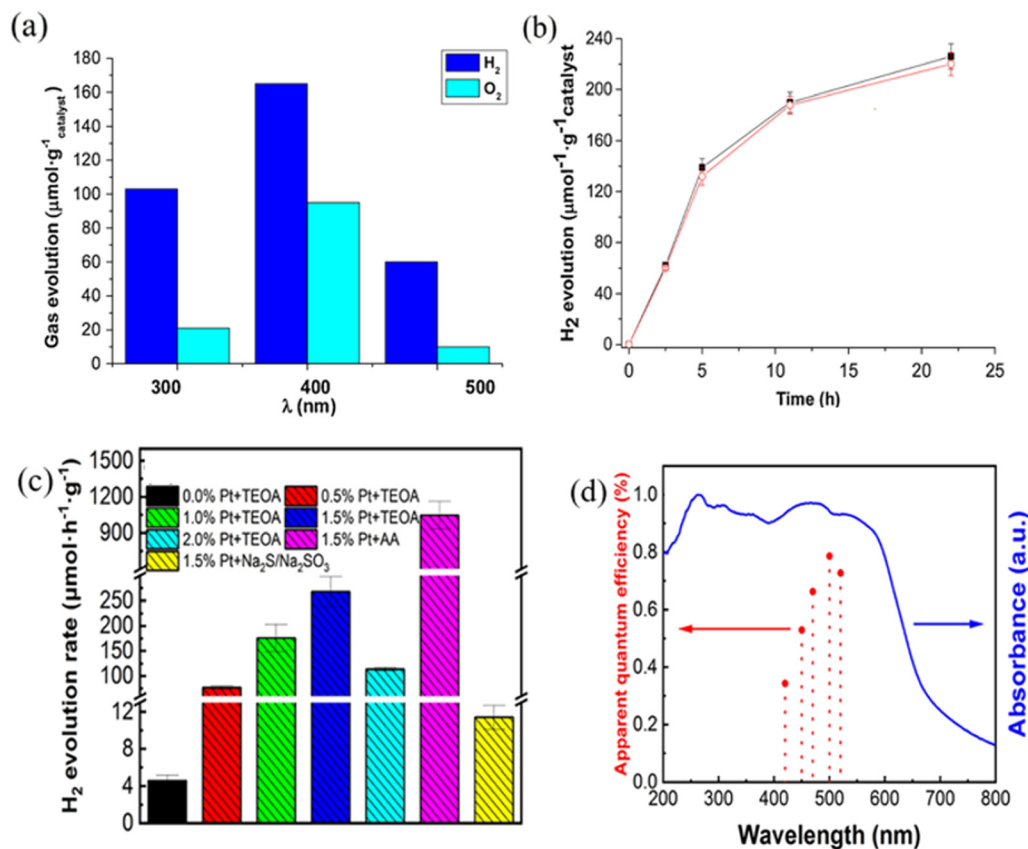 (a)
H₂
O₂
Gas evolution (μmol·g⁻¹catalyst)
180
160
140
120
100
80
60
40
20
0
300
400
500
λ (nm)
(b)
H₂ evolution (μmol⁻¹·g⁻¹catalyst
240
200
160
120
80
40
0
0
5
10
15
20
25
Time (h)
(c)
H₂ evolution rate (μmol·h⁻¹·g⁻¹)
1500
1200
900
250
200
150
100
12
8
4
0
0.0% Pt+TEOA
0.5% Pt+TEOA
1.0% Pt+TEOA
1.5% Pt+TEOA
2.0% Pt+TEOA
1.5% Pt+AA
1.5% Pt+Na₂S/Na₂SO₃
(d)
Apparent quantum efficiency (%)
1.0
0.8
0.6
0.4
0.2
0.0
200
300
400
500
600
700
800
Wavelength (nm)
Absorbance (a.u.)